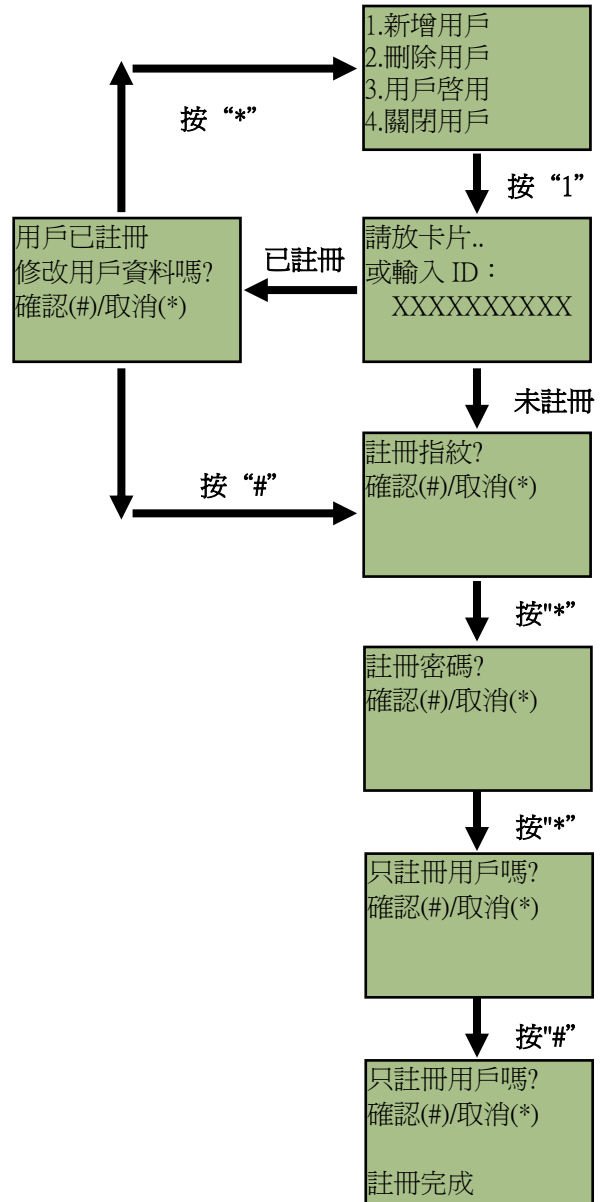 1.新增用戶
2.刪除用戶
3.用戶啓用
4.關閉用戶
按“*”
按“1”
用戶已註冊
修改用戶資料嗎?
確認(#)/取消(*)
已註冊
請放卡片..
或輸入 ID：
XXXXXXXXXX
未註冊
按“#”
註冊指紋?
確認(#)/取消(*)
按"*”
註冊密碼?
確認(#)/取消(*)
按"*”
只註冊用戶嗎?
確認(#)/取消(*)
按"#”
只註冊用戶嗎?
確認(#)/取消(*)
註冊完成